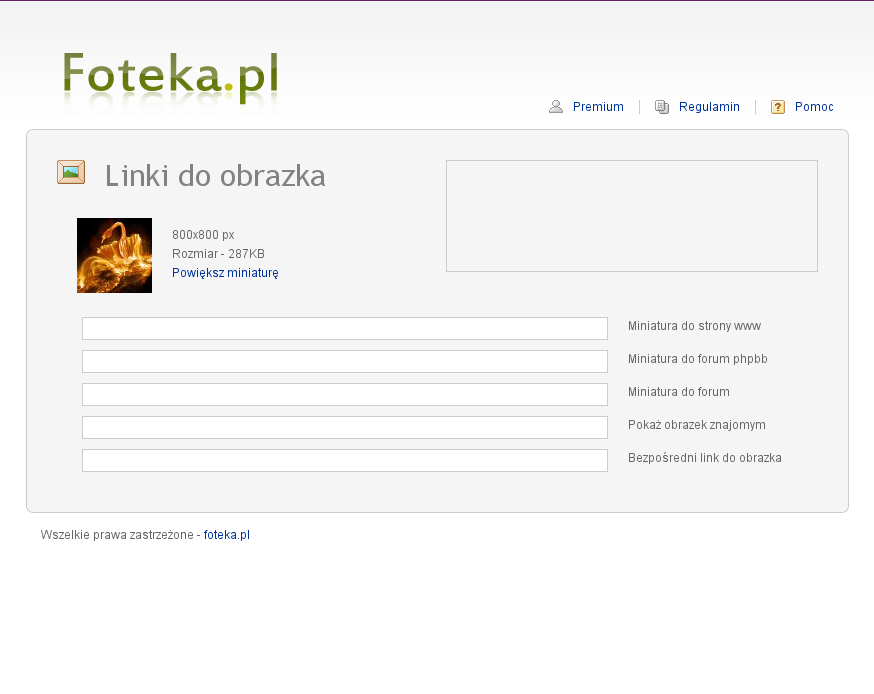 Foteka.pl
Premium
Regulamin
Pomoc
Linki do obrazka
800x800 px
Rozmiar - 287KB
Powiększ miniaturę
Miniatura do strony www
Miniatura do forum phpbb
Miniatura do forum
Pokaż obrazek znajomym
Bezpośredni link do obrazka
Wszelkie prawa zastrzeżone - foteka.pl